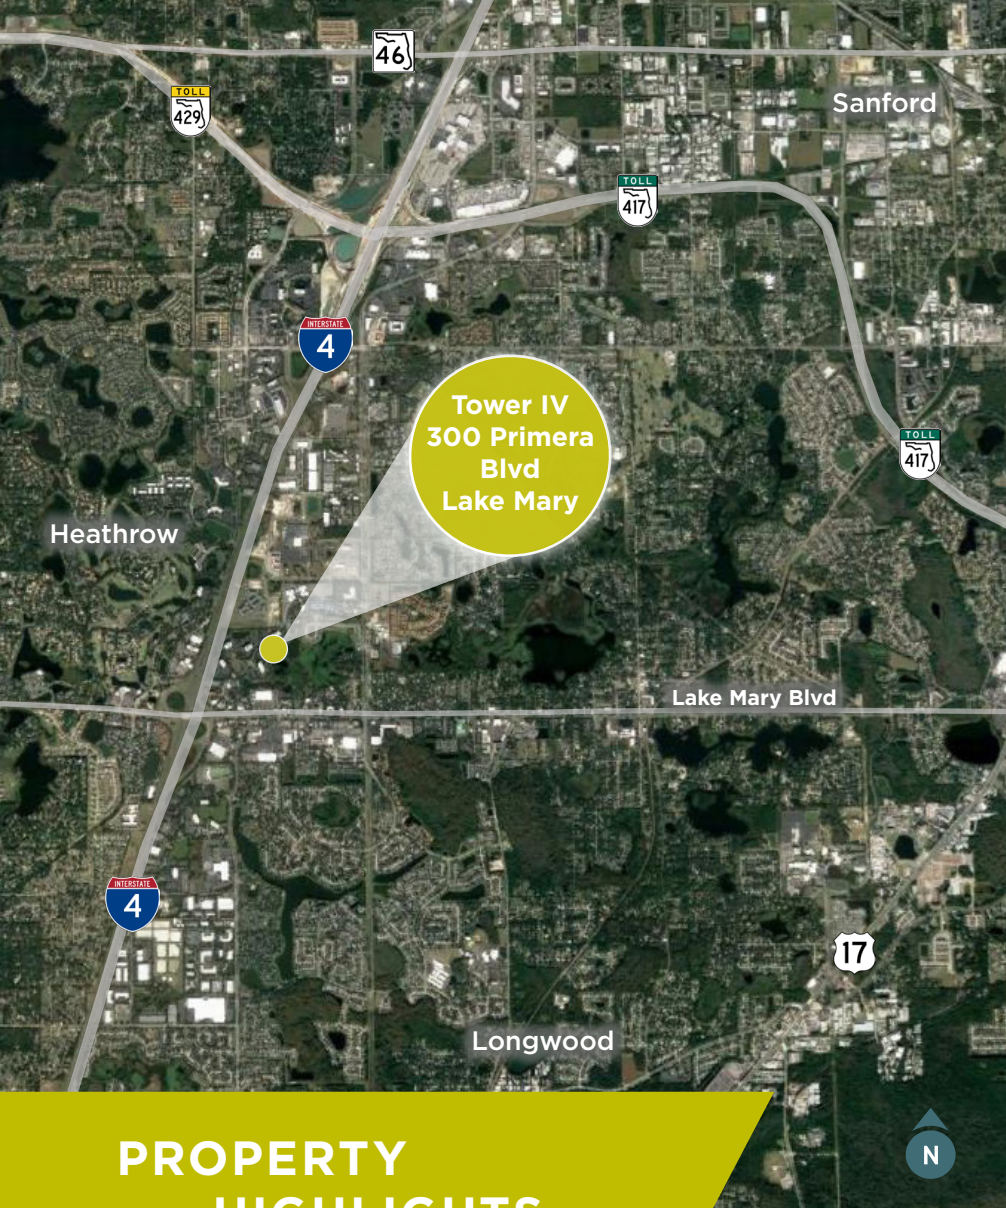 46
TOLL
429
Sanford
TOLL
417
INTERSTATE
4
Tower IV
300 Primera
Blvd
Lake Mary
TOLL
417
Heathrow
Lake Mary Blvd
INTERSTATE
4
17
Longwood
PROPERTY
HIGHLIGHTS
N